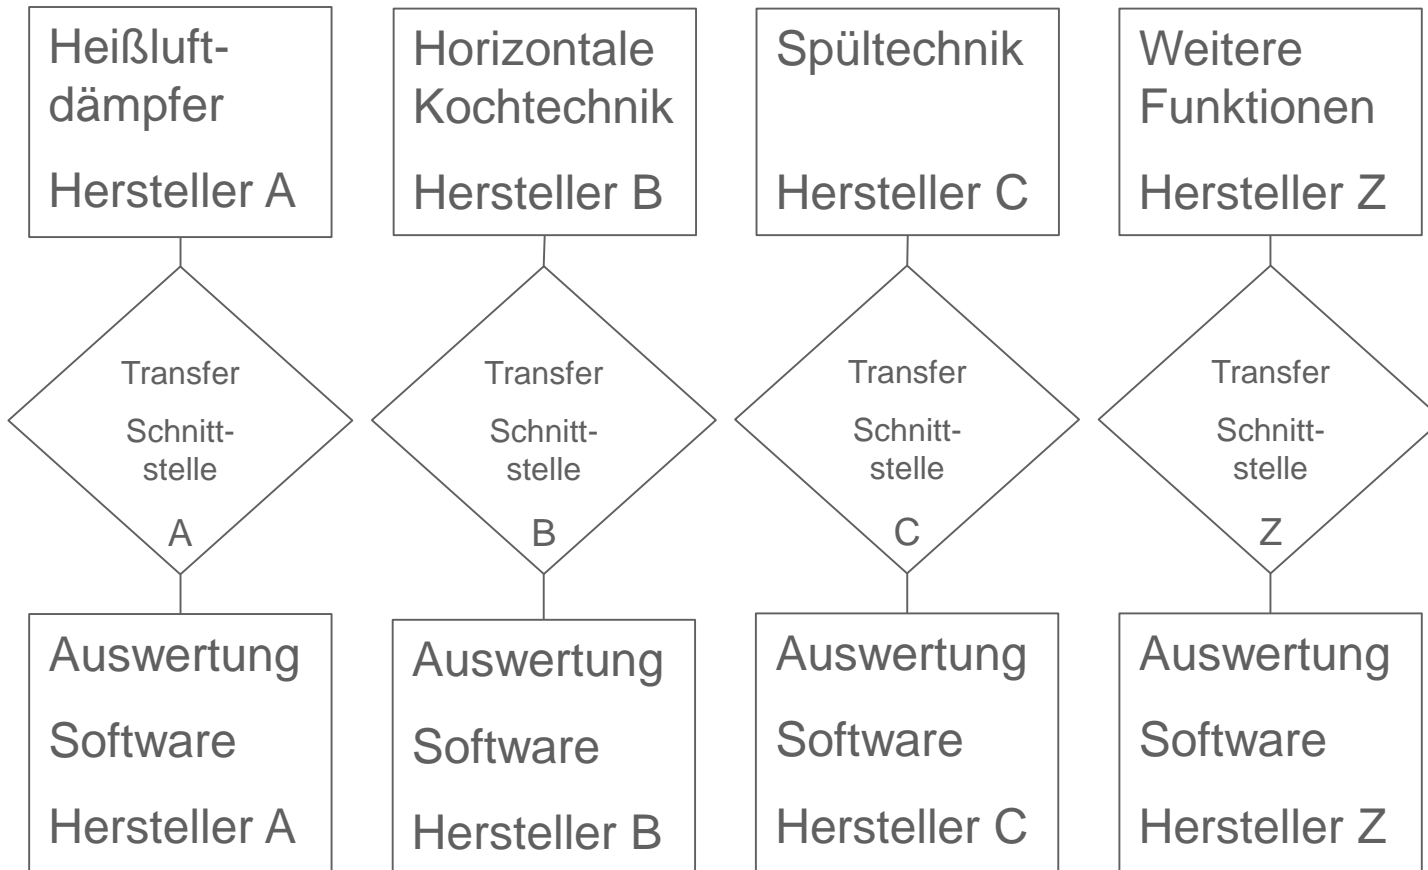 Heißluft-
dämpfer
Hersteller A
Horizontale
Kochtechnik
Hersteller B
Spültechnik
Hersteller C
Weitere
Funktionen
Hersteller Z
Transfer
Schnitt-
stelle
A
Transfer
Schnitt-
stelle
B
Transfer
Schnitt-
stelle
C
Transfer
Schnitt-
stelle
Z
Auswertung
Software
Hersteller A
Auswertung
Software
Hersteller B
Auswertung
Software
Hersteller C
Auswertung
Software
Hersteller Z